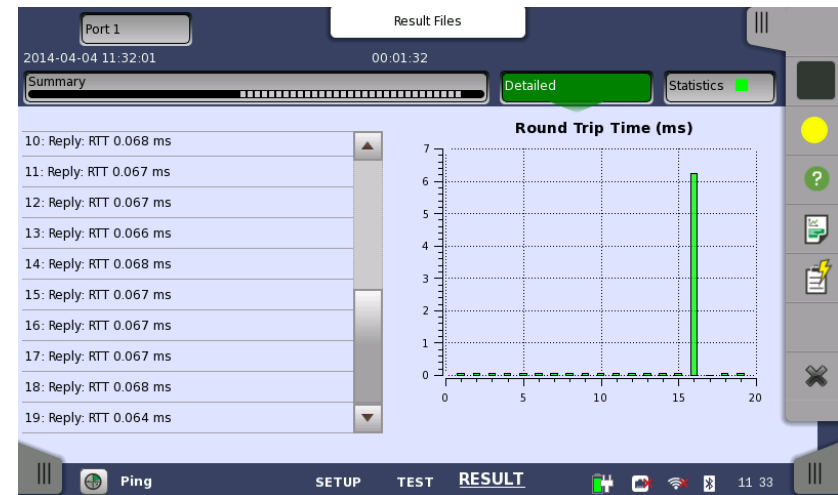 Port 1
Result Files
2014-04-04 11:32:01
00:01:32
Summary
Detailed
Statistics
10: Reply: RTT 0.068 ms
11: Reply: RTT 0.067 ms
12: Reply: RTT 0.067 ms
13: Reply: RTT 0.066 ms
14: Reply: RTT 0.068 ms
15: Reply: RTT 0.067 ms
16: Reply: RTT 0.067 ms
17: Reply: RTT 0.067 ms
18: Reply: RTT 0.068 ms
19: Reply: RTT 0.064 ms
Round Trip Time (ms)
7
6
5
4
3
2
1
0
0 5 10 15 20
?
Ping
SETUP TEST RESULT
11 33